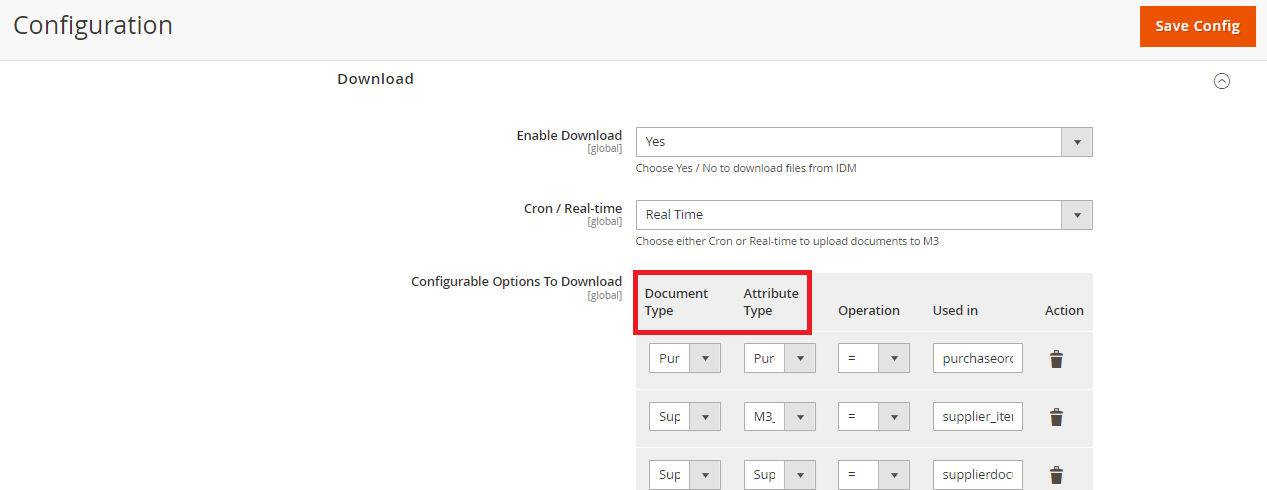 Configuration
Save Config
Download
Enable Download
[global]
Yes
Choose Yes / No to download files from IDM
Cron / Real-time
[global]
Real Time
Choose either Cron or Real-time to upload documents to M3
Configurable Options To Download
[global]
Document Type Attribute Type Operation Used in Action
Pur Pur = purchaseorc
Sup M3_ = supplier_iter
Sup Sup = supplierdocu